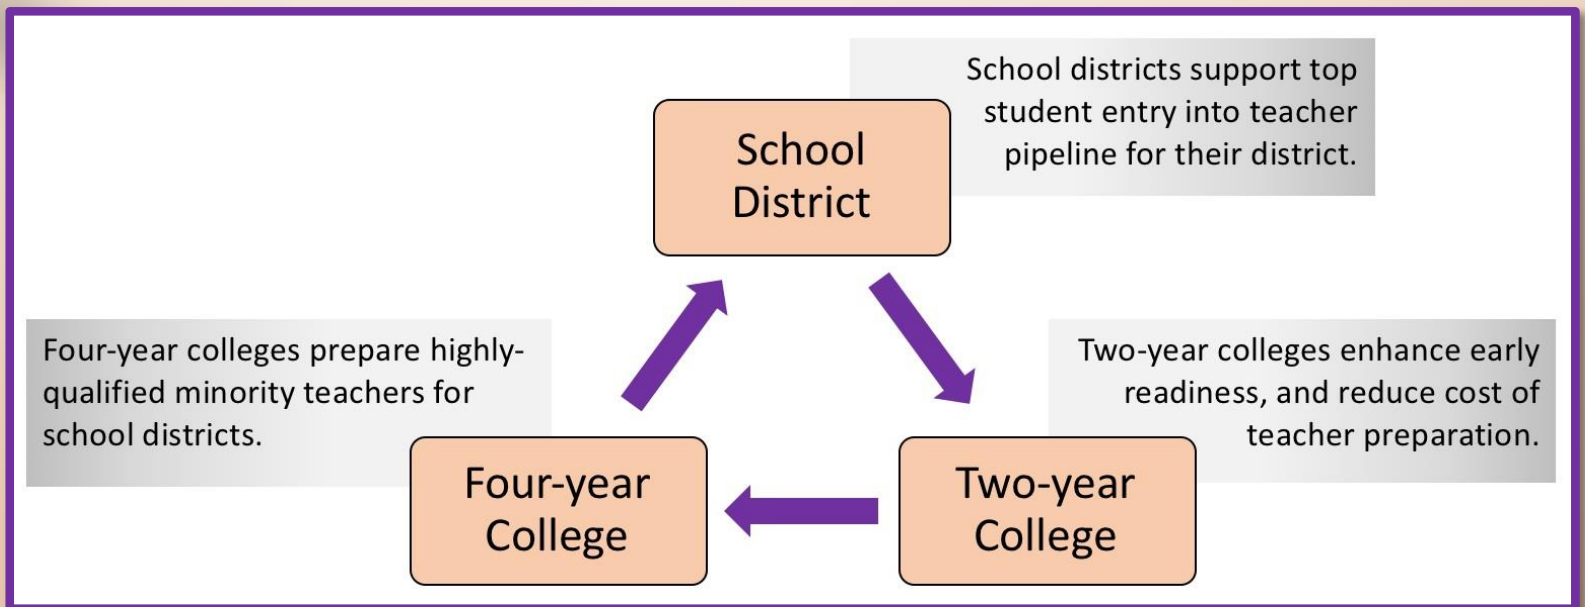 School districts support top
student entry into teacher
pipeline for their district.
School
District
Two-year colleges enhance early
readiness, and reduce cost of
teacher preparation.
Two-year
College
Four-year colleges prepare highly-
qualified minority teachers for
school districts.
Four-year
College